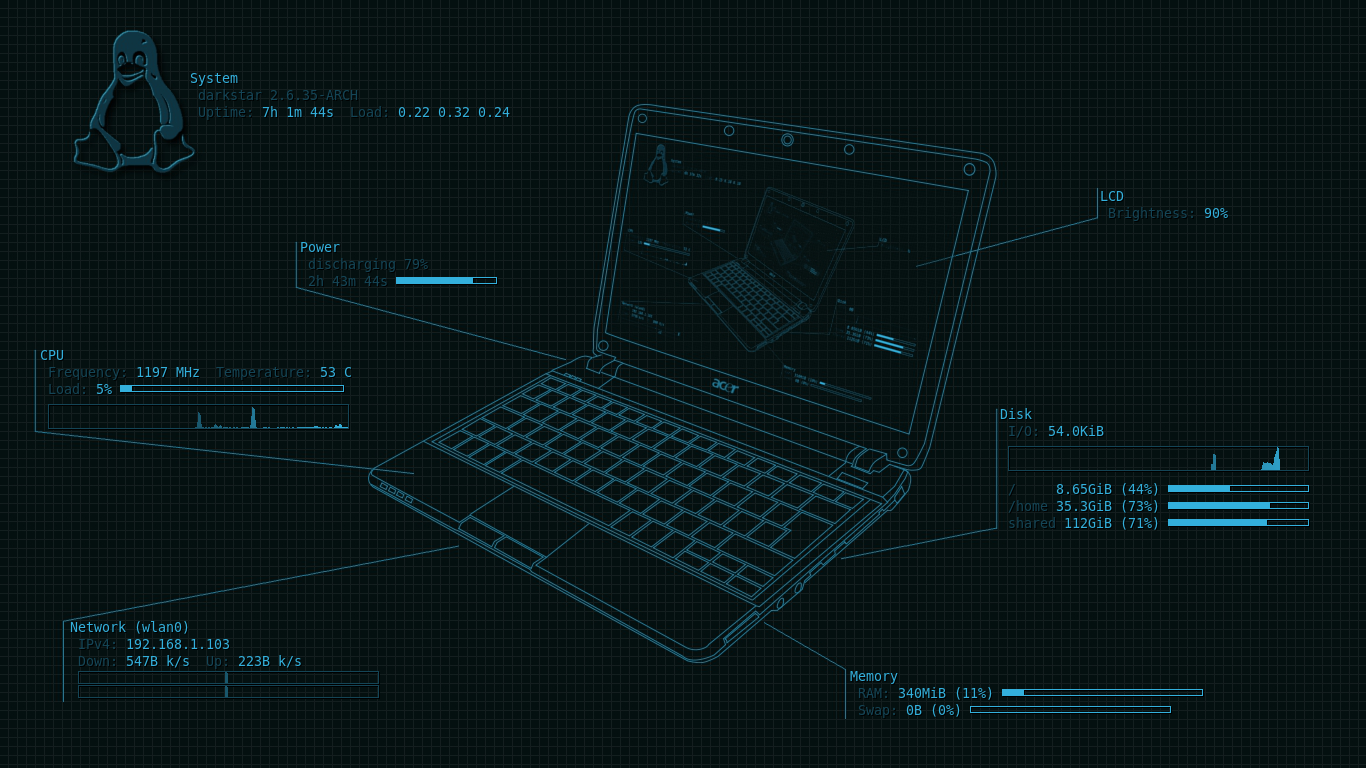 System
darkstar 2.6.35-ARCH
Uptime: 7h 1m 44s Load: 0.22 0.32 0.24
LCD
Brightness: 90%
Power
discharging 79%
2h 43m 44s
CPU
Frequency: 1197 MHz Temperature: 53 C
Load: 5%
acer
Disk
I/O: 54.0KiB
/ 8.65GiB (44%)
/home 35.3GiB (73%)
shared 112GiB (71%)
Network (wlan0)
IPv4: 192.168.1.103
Down: 547B k/s Up: 223B k/s
Memory
RAM: 340MiB (11%)
Swap: 0B (0%)